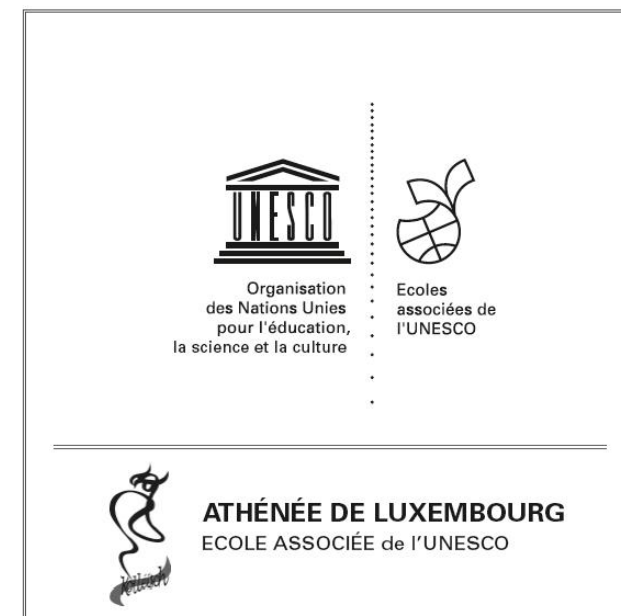 UNESCO
Organisation
des Nations Unies
pour l'éducation,
la science et la culture
Ecoles
associées de
l'UNESCO
ATHÉNÉE DE LUXEMBOURG
ECOLE ASSOCIÉE de l’UNESCO